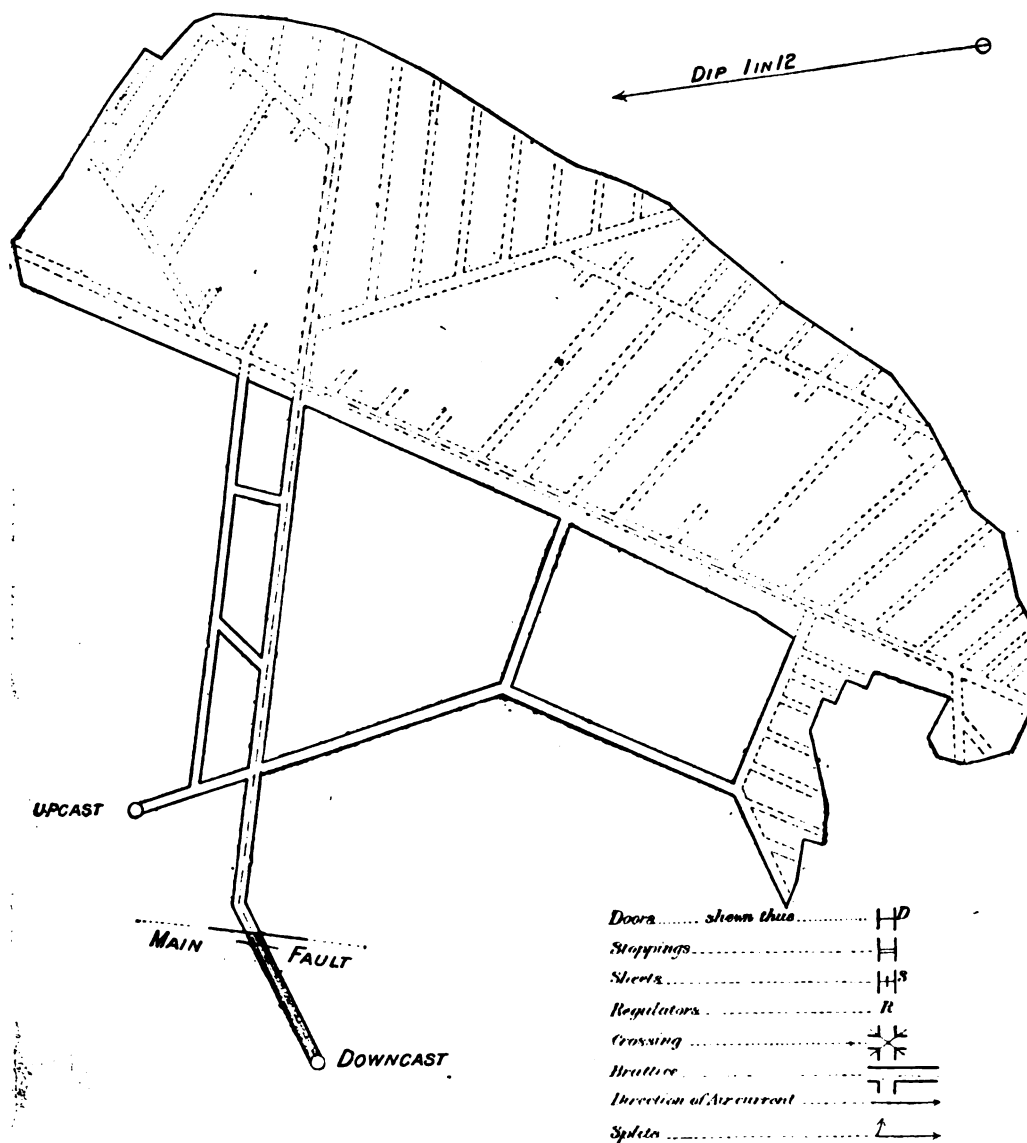 DIP 1 IN 12
UPCAST
MAIN FAULT
DOWNCAST
Doors shewn thus D
Stoppings
Sheets S
Regulators R
Crossing
Brattice
Direction of Air current
Splits